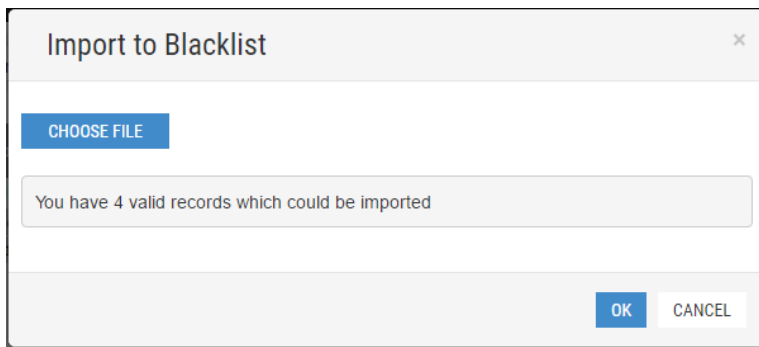 Import to Blacklist
×
CHOOSE FILE
You have 4 valid records which could be imported
OK CANCEL